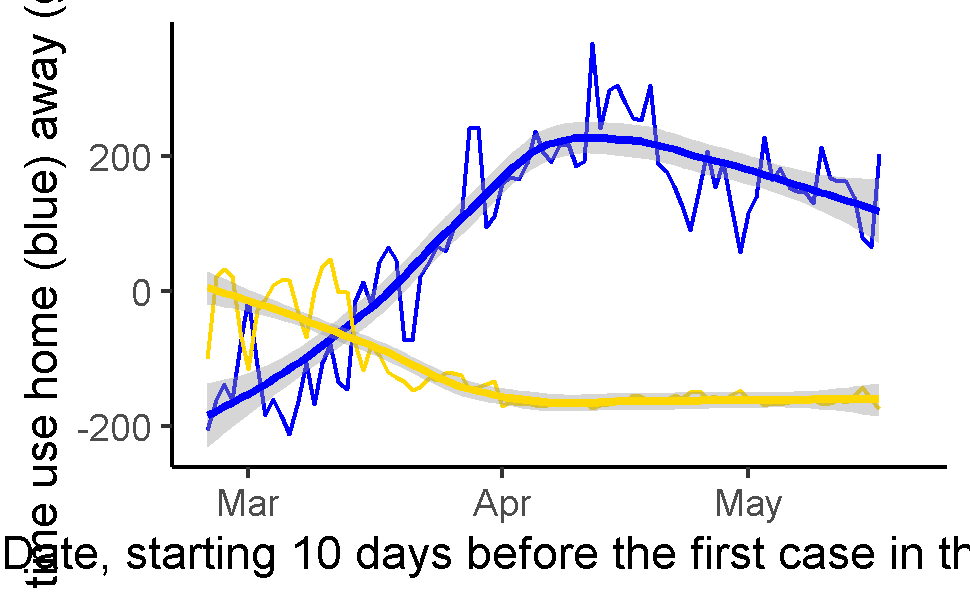 time use home (blue) away (
200
0
-200
Mar Apr May
Date, starting 10 days before the first case in th